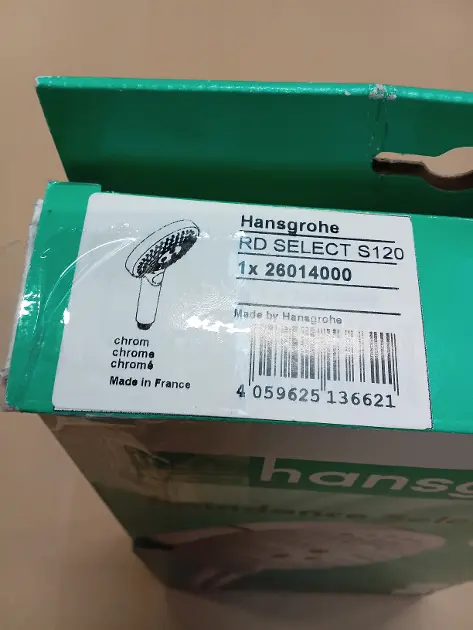 Hansgrohe
RD SELECT S120
1x 26014000
Made by Hansgrohe
chrom
chrome
chromé
Made in France
4 059625 136621
hansg